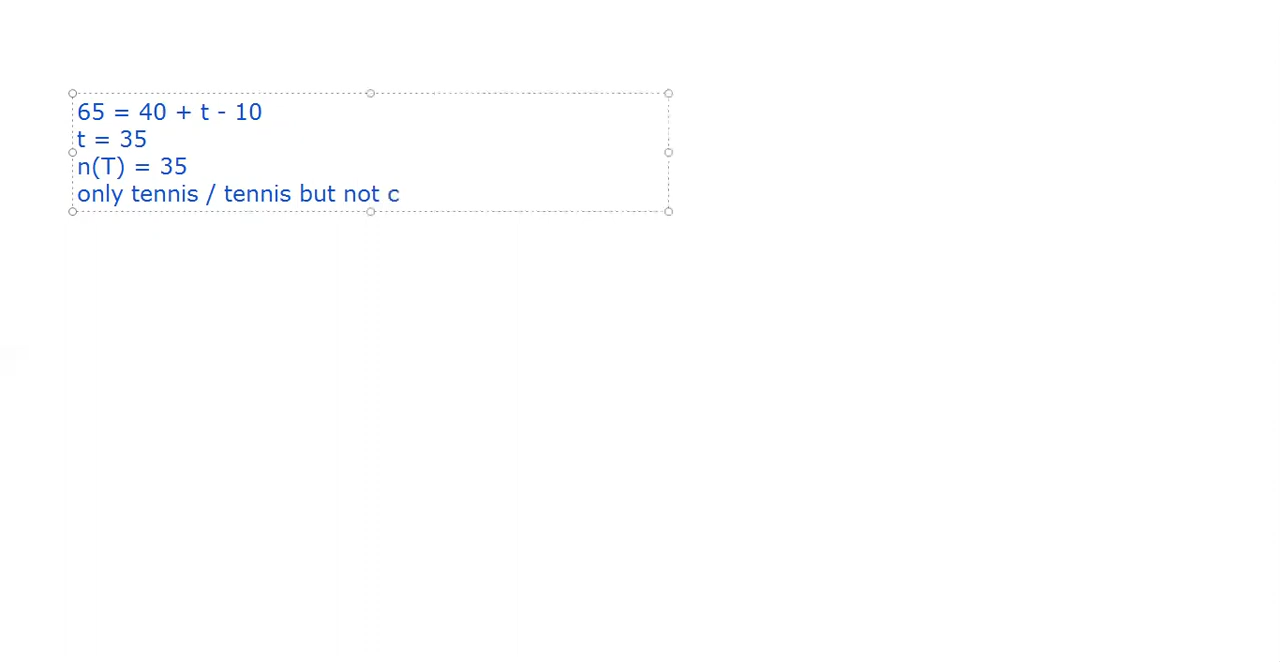 65 = 40 + t - 10
t = 35
n(T) = 35
only tennis / tennis but not c